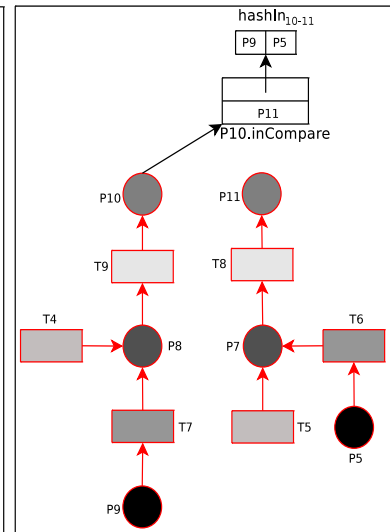 hashIn10-11
P9 P5
P11
P10.inCompare
P10 P11
T9 T8
T4 T6
P8 P7
T7 T5
P5
P9